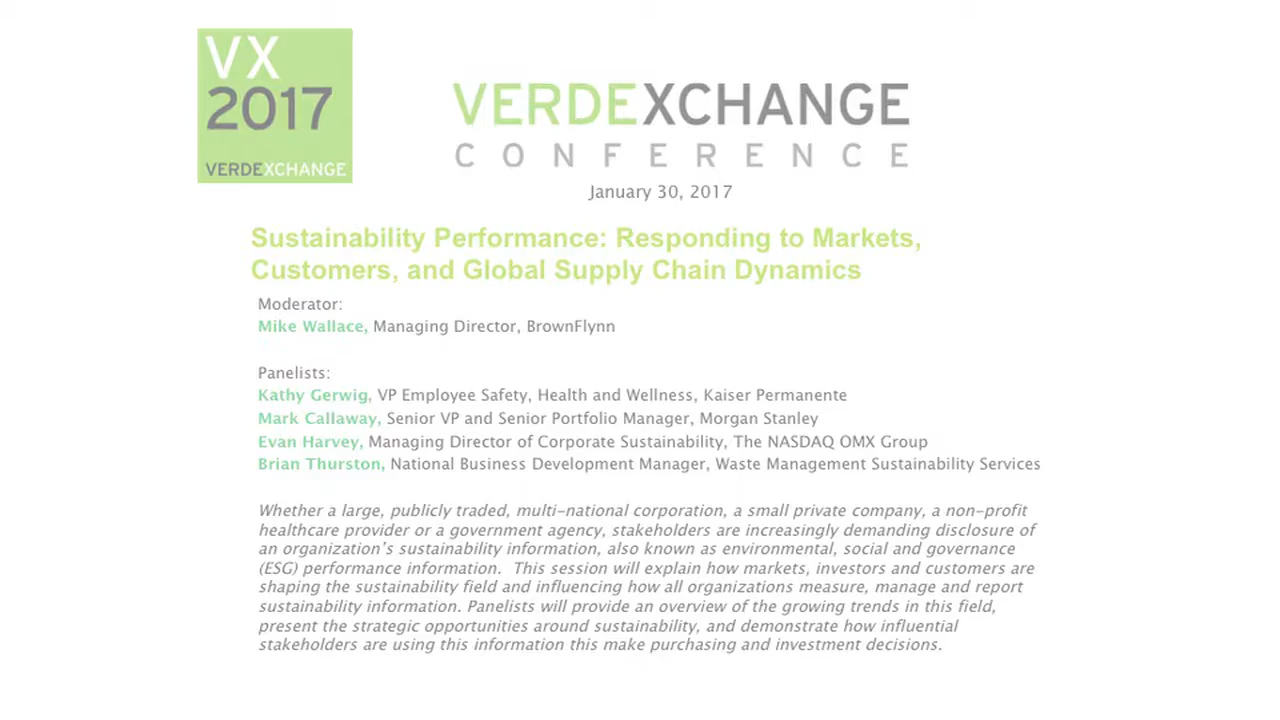 VX
2017
VERDEXCHANGE
VERDEXCHANGE
CONFERENCE
January 30, 2017
Sustainability Performance: Responding to Markets,
Customers, and Global Supply Chain Dynamics
Moderator:
Mike Wallace, Managing Director, BrownFlynn
Panelists:
Kathy Gerwig, VP Employee Safety, Health and Wellness, Kaiser Permanente
Mark Callaway, Senior VP and Senior Portfolio Manager, Morgan Stanley
Evan Harvey, Managing Director of Corporate Sustainability, The NASDAQ OMX Group
Brian Thurston, National Business Development Manager, Waste Management Sustainability Services
Whether a large, publicly traded, multi-national corporation, a small private company, a non-profit
healthcare provider or a government agency, stakeholders are increasingly demanding disclosure of
an organization's sustainability information, also known as environmental, social and governance
(ESG) performance information.  This session will explain how markets, investors and customers are
shaping the sustainability field and influencing how all organizations measure, manage and report
sustainability information. Panelists will provide an overview of the growing trends in this field,
present the strategic opportunities around sustainability, and demonstrate how influential
stakeholders are using this information this make purchasing and investment decisions.